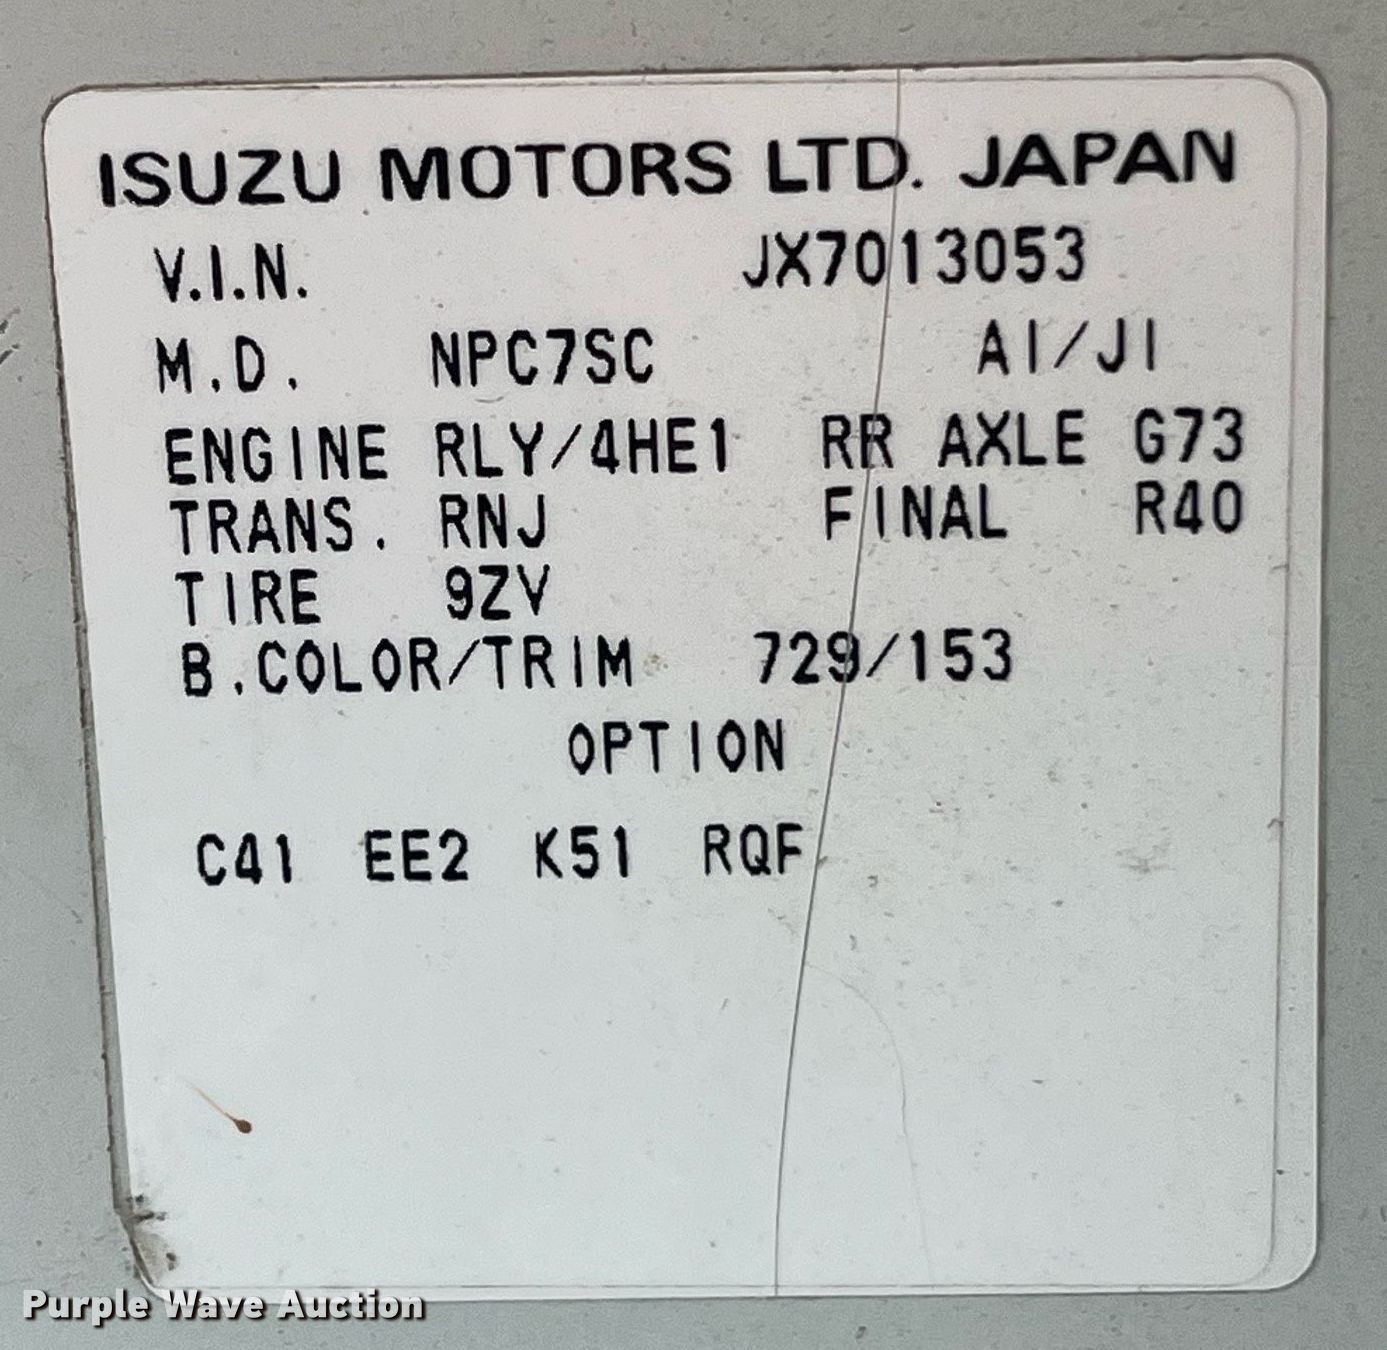 ISUZU MOTORS LTD. JAPAN
V.I.N. JX7013053
M.D. NPC7SC AI/JI
ENGINE RLY/4HE1 RR AXLE G73
TRANS. RNJ FINAL R40
TIRE 9ZV
B.COLOR/TRIM 729/153
OPTION
C41 EE2 K51 RQF
Purple Wave Auction